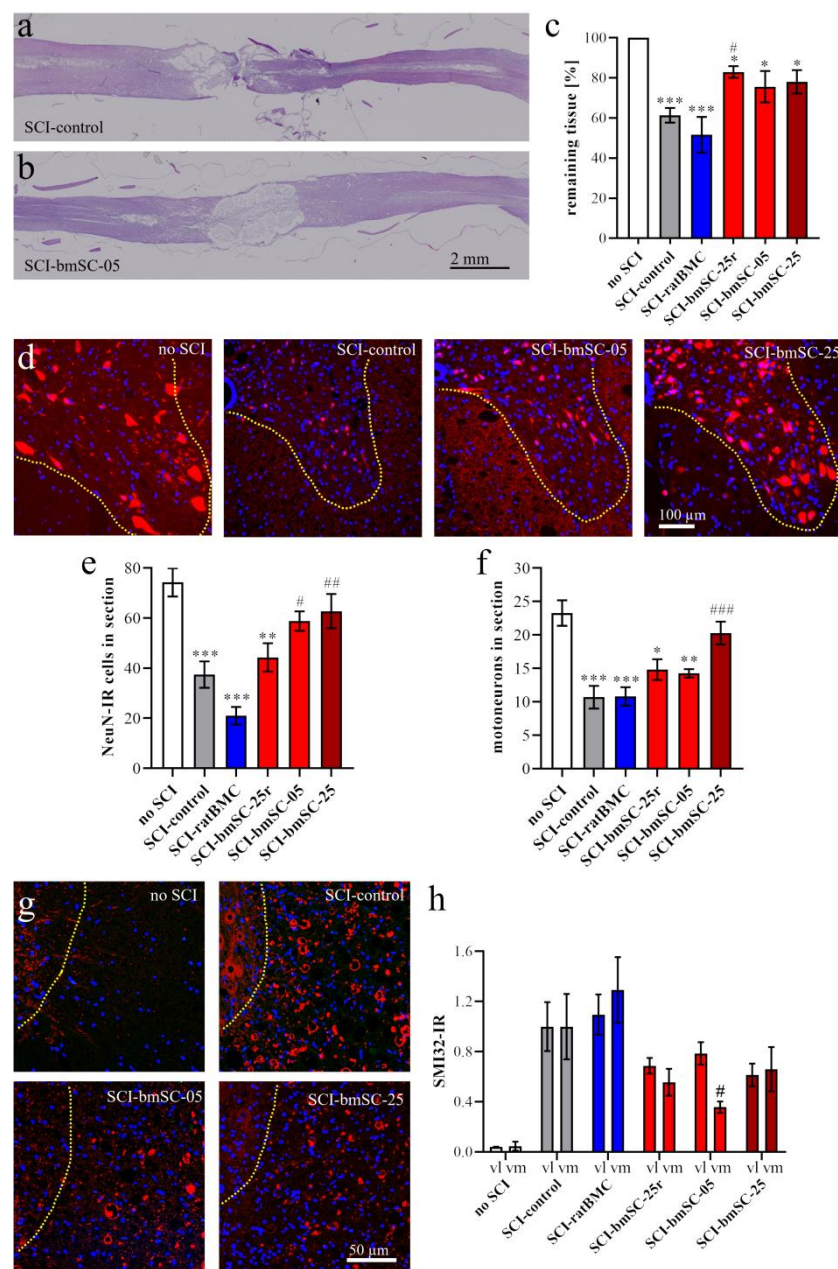 a
SCI-control
b
SCI-bmSC-05
2 mm
c
remaining tissue [%]
100
80
60
40
20
0
***
***
#
*
*
*
no SCI
SCI-control
SCI-ratBMC
SCI-bmSC-25r
SCI-bmSC-05
SCI-bmSC-25
d
no SCI
SCI-control
SCI-bmSC-05
SCI-bmSC-25
100 µm
e
NeuN-IR cells in section
80
60
40
20
0
***
***
**
#
##
no SCI
SCI-control
SCI-ratBMC
SCI-bmSC-25r
SCI-bmSC-05
SCI-bmSC-25
f
motoneurons in section
30
25
20
15
10
5
0
***
***
*
**
###
no SCI
SCI-control
SCI-ratBMC
SCI-bmSC-25r
SCI-bmSC-05
SCI-bmSC-25
g
no SCI
SCI-control
SCI-bmSC-05
SCI-bmSC-25
50 µm
h
SMI32-IR
1.6
1.2
0.8
0.4
0.0
#
vl vm vl vm vl vm vl vm vl vm vl vm
no SCI
SCI-control
SCI-ratBMC
SCI-bmSC-25r
SCI-bmSC-05
SCI-bmSC-25